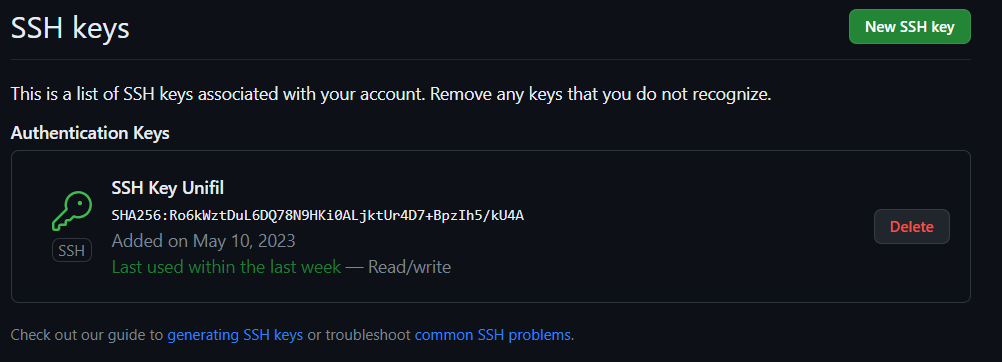 SSH keys
New SSH key
This is a list of SSH keys associated with your account. Remove any keys that you do not recognize.
Authentication Keys
SSH Key Unifil
SHA256:Ro6kWztDuL6DQ78N9HKi0ALjktUr4D7+BpzIh5/kU4A
Added on May 10, 2023
Last used within the last week — Read/write
SSH
Delete
Check out our guide to generating SSH keys or troubleshoot common SSH problems.